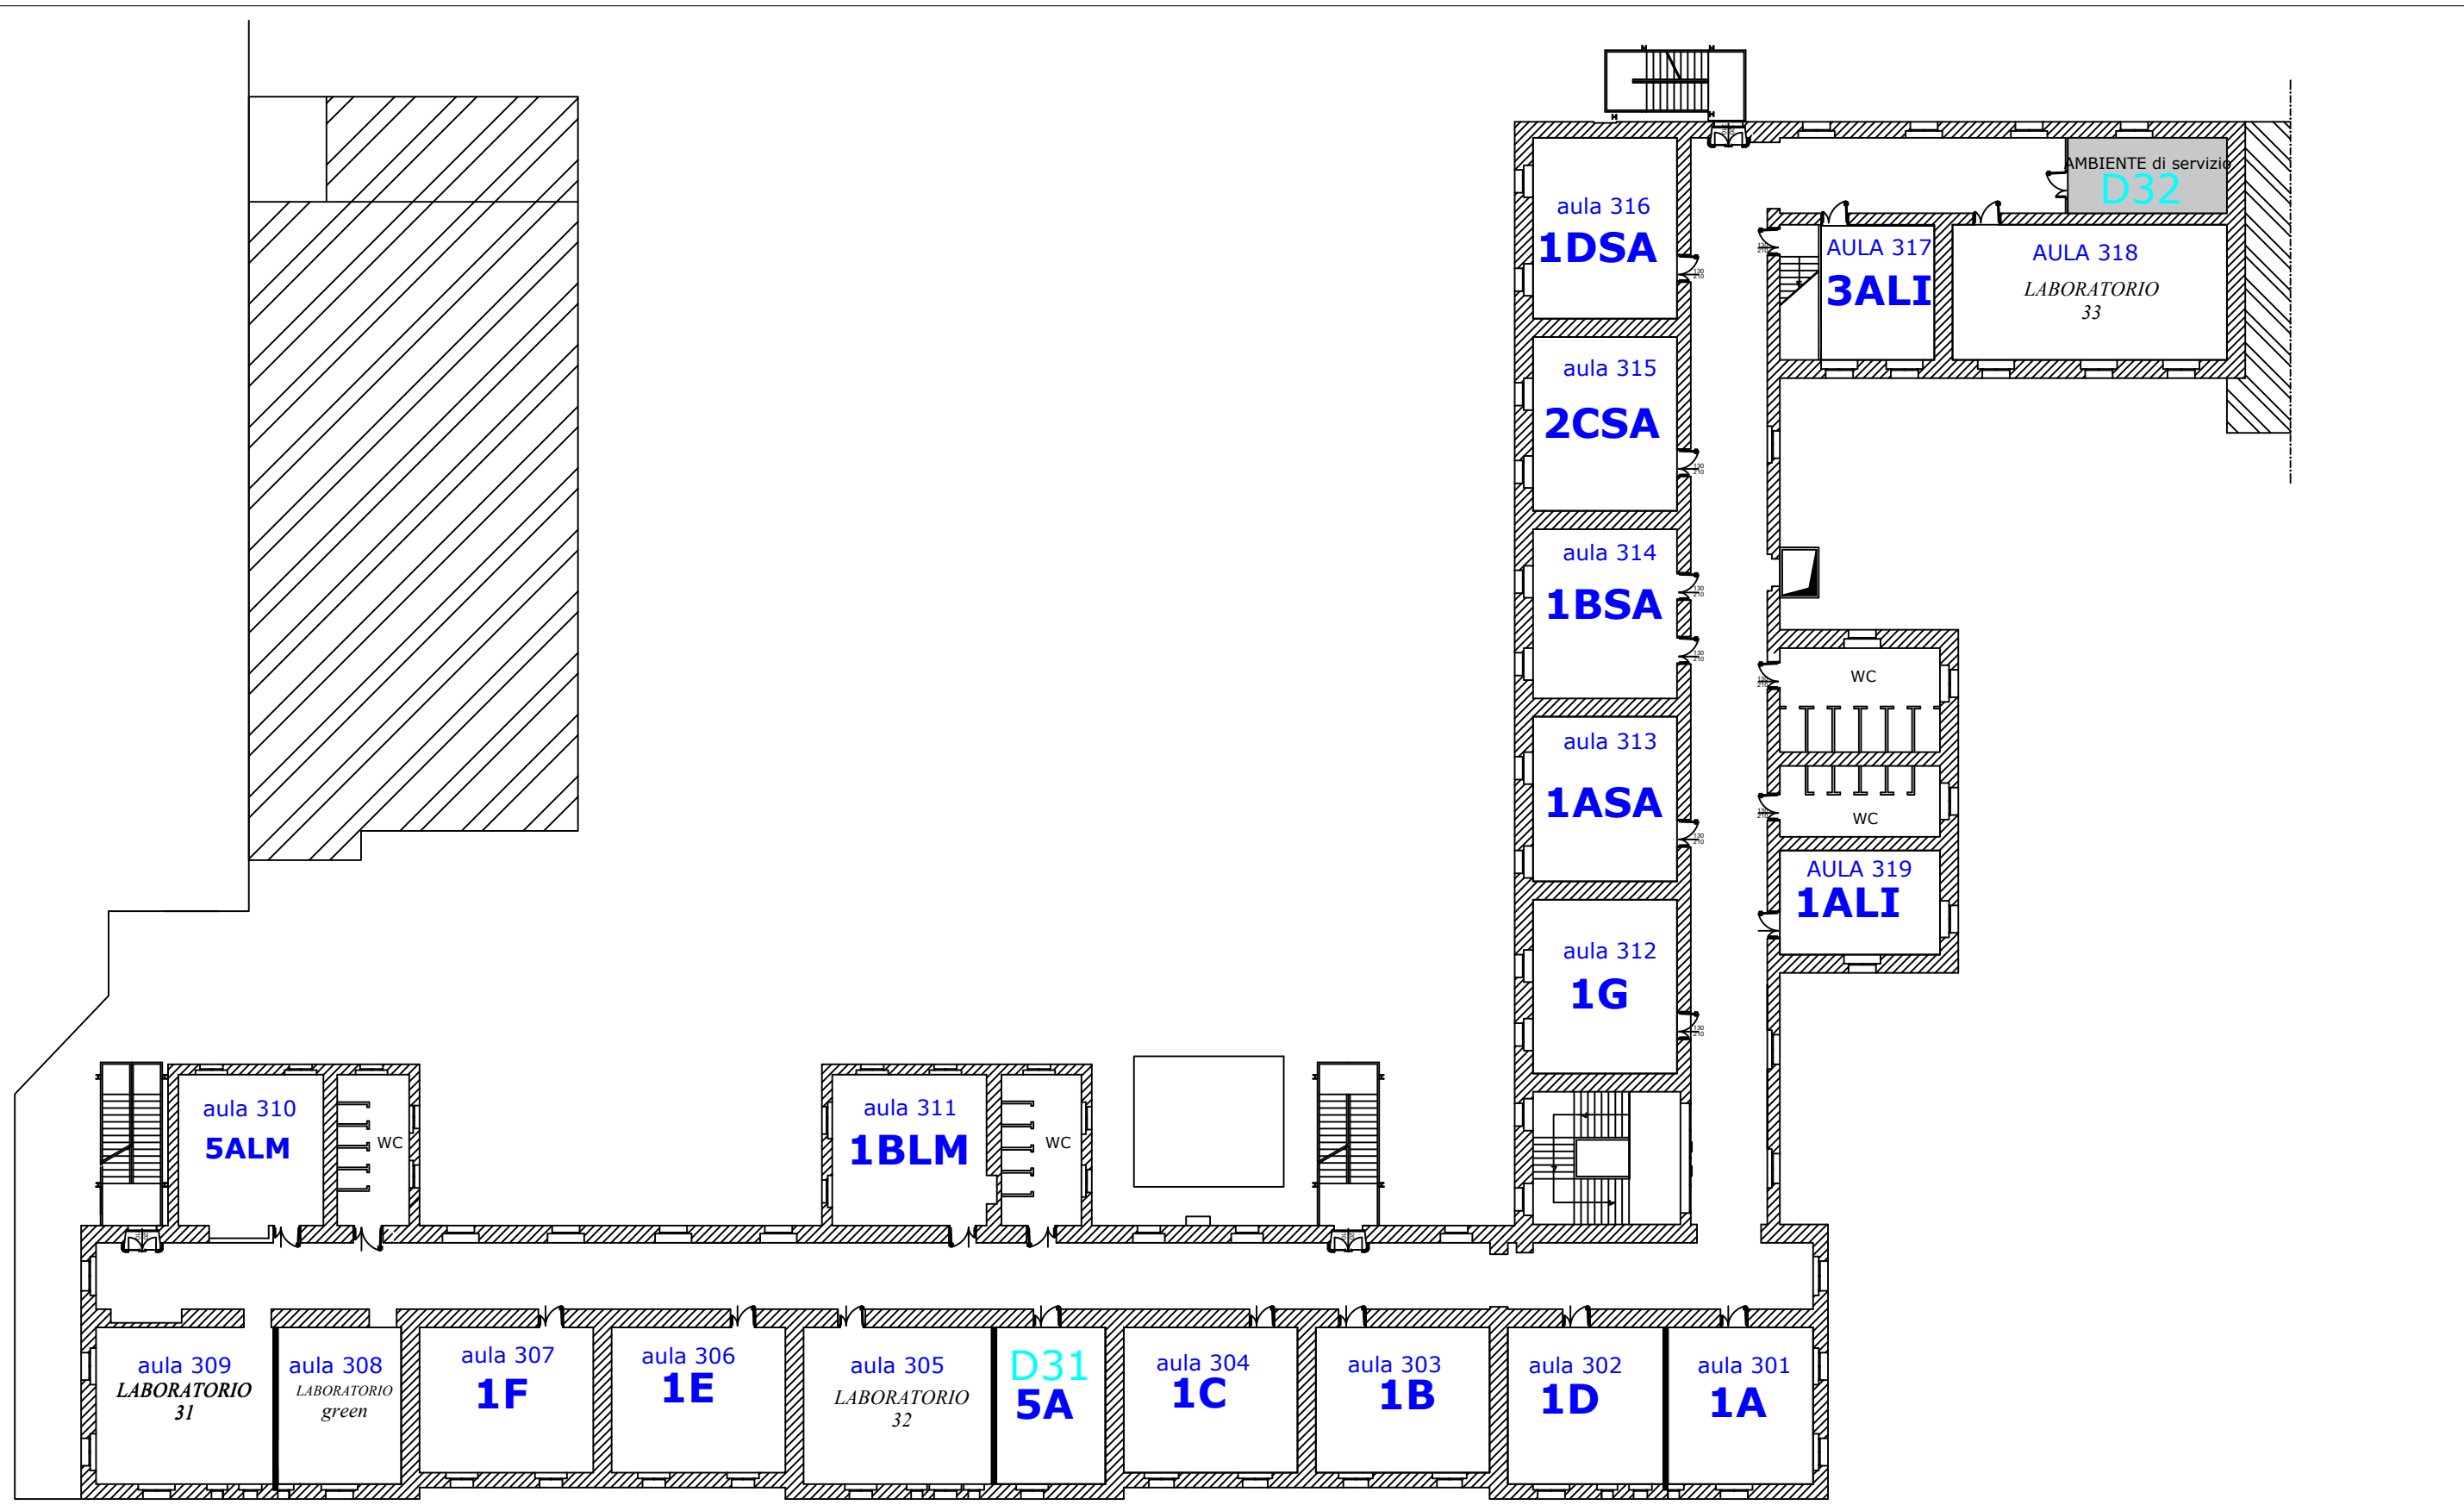 AMBIENTE di servizio
D32
aula 316
1DSA
AULA 317
3ALI
AULA 318
LABORATORIO
33
aula 315
2CSA
aula 314
1BSA
WC
aula 313
1ASA
WC
AULA 319
1ALI
aula 312
1G
aula 310
5ALM
WC
aula 311
1BLM
WC
aula 309
LABORATORIO
31
aula 308
LABORATORIO
green
aula 307
1F
aula 306
1E
aula 305
LABORATORIO
32
D31
5A
aula 304
1C
aula 303
1B
aula 302
1D
aula 301
1A